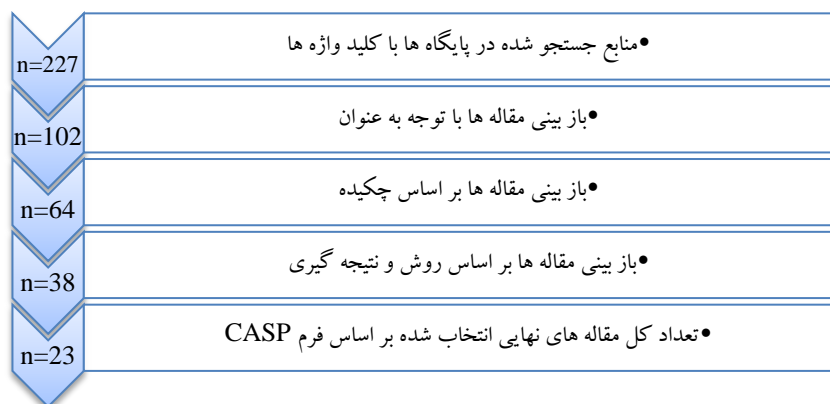 •منابع جستجو شده در پایگاه ها با کلید واژه ها
n=227
•باز بینی مقاله ها با توجه به عنوان
n=102
•باز بینی مقاله ها بر اساس چکیده
n=64
•باز بینی مقاله ها بر اساس روش و نتیجه گیری
n=38
•تعداد کل مقاله های نهایی انتخاب شده بر اساس فرم CASP
n=23